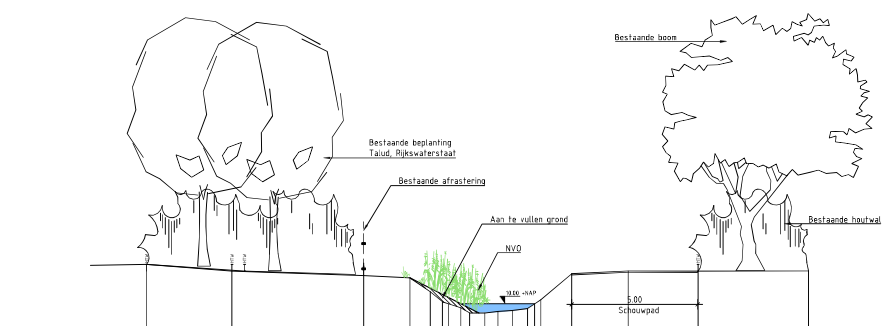 Bestaande boom
Bestaande beplanting
Talud, Rijkswaterstaat
Bestaande afrastering
Aan te vullen grond
Bestaande houtwal
NVO
10.00 +NAP
5.00
Schouwpad